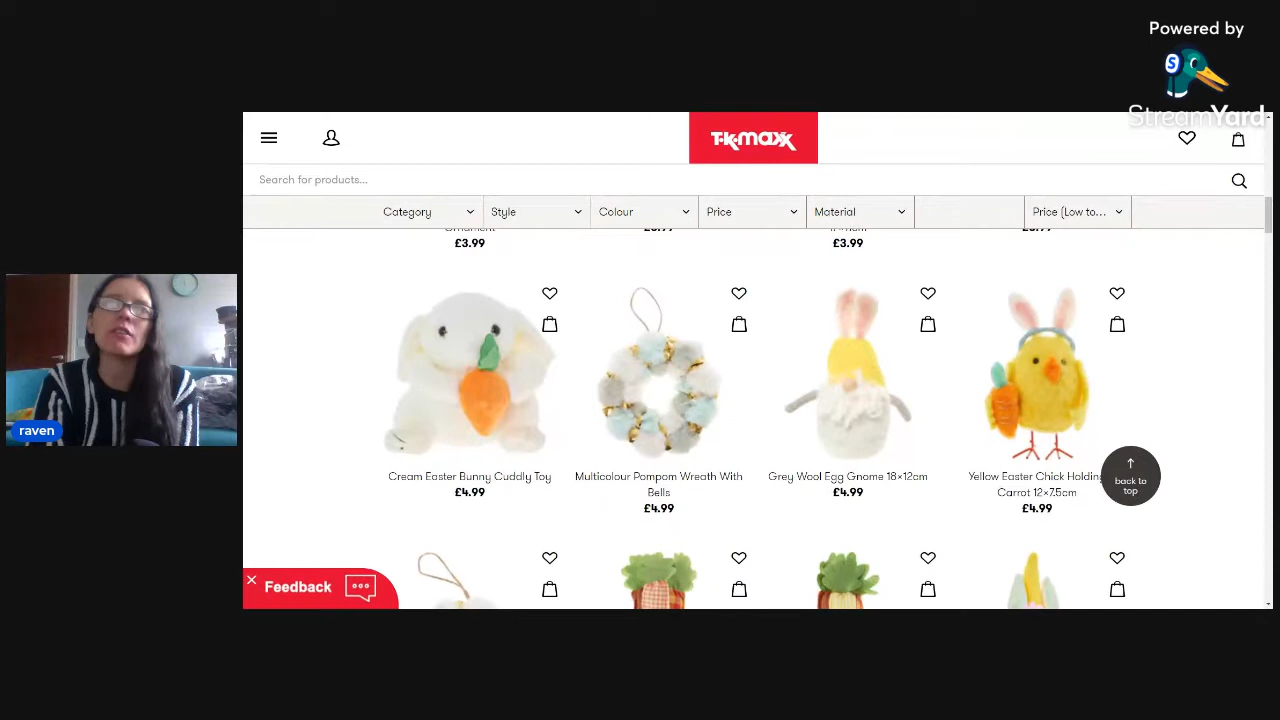 Powered by
StreamYard
TK Maxx
Search for products...
Category
Style
Colour
Price
Material
Price (Low to...
Ornament
£3.99
£3.99
Cream Easter Bunny Cuddly Toy
£4.99
Multicolour Pompom Wreath With
Bells
£4.99
Grey Wool Egg Gnome 18x12cm
£4.99
Yellow Easter Chick Holding
Carrot 12x7.5cm
£4.99
back to
top
Feedback
raven